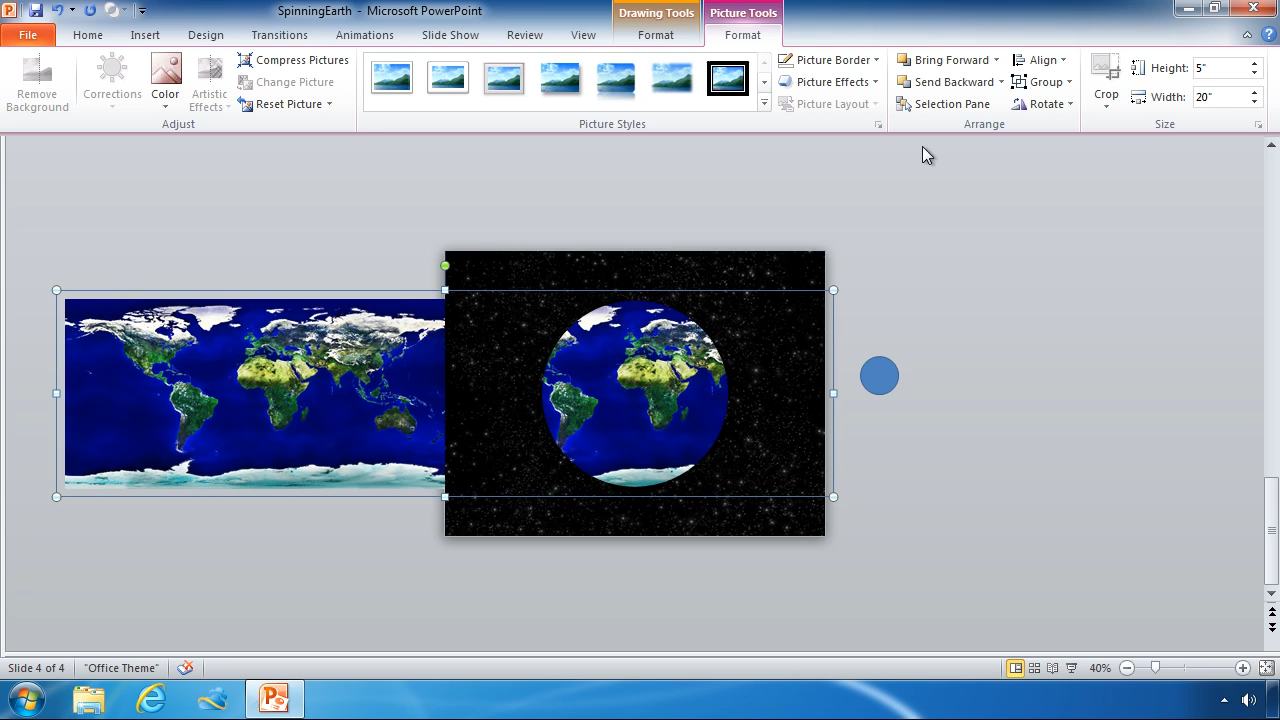 SpinningEarth - Microsoft PowerPoint
Drawing Tools
Picture Tools
File
Home
Insert
Design
Transitions
Animations
Slide Show
Review
View
Format
Format
Remove Background
Corrections
Color
Artistic Effects
Compress Pictures
Change Picture
Reset Picture
Adjust
Picture Border
Picture Effects
Picture Layout
Picture Styles
Bring Forward
Send Backward
Selection Pane
Align
Group
Rotate
Arrange
Crop
Height: 5"
Width: 20"
Size
Slide 4 of 4
"Office Theme"
40%